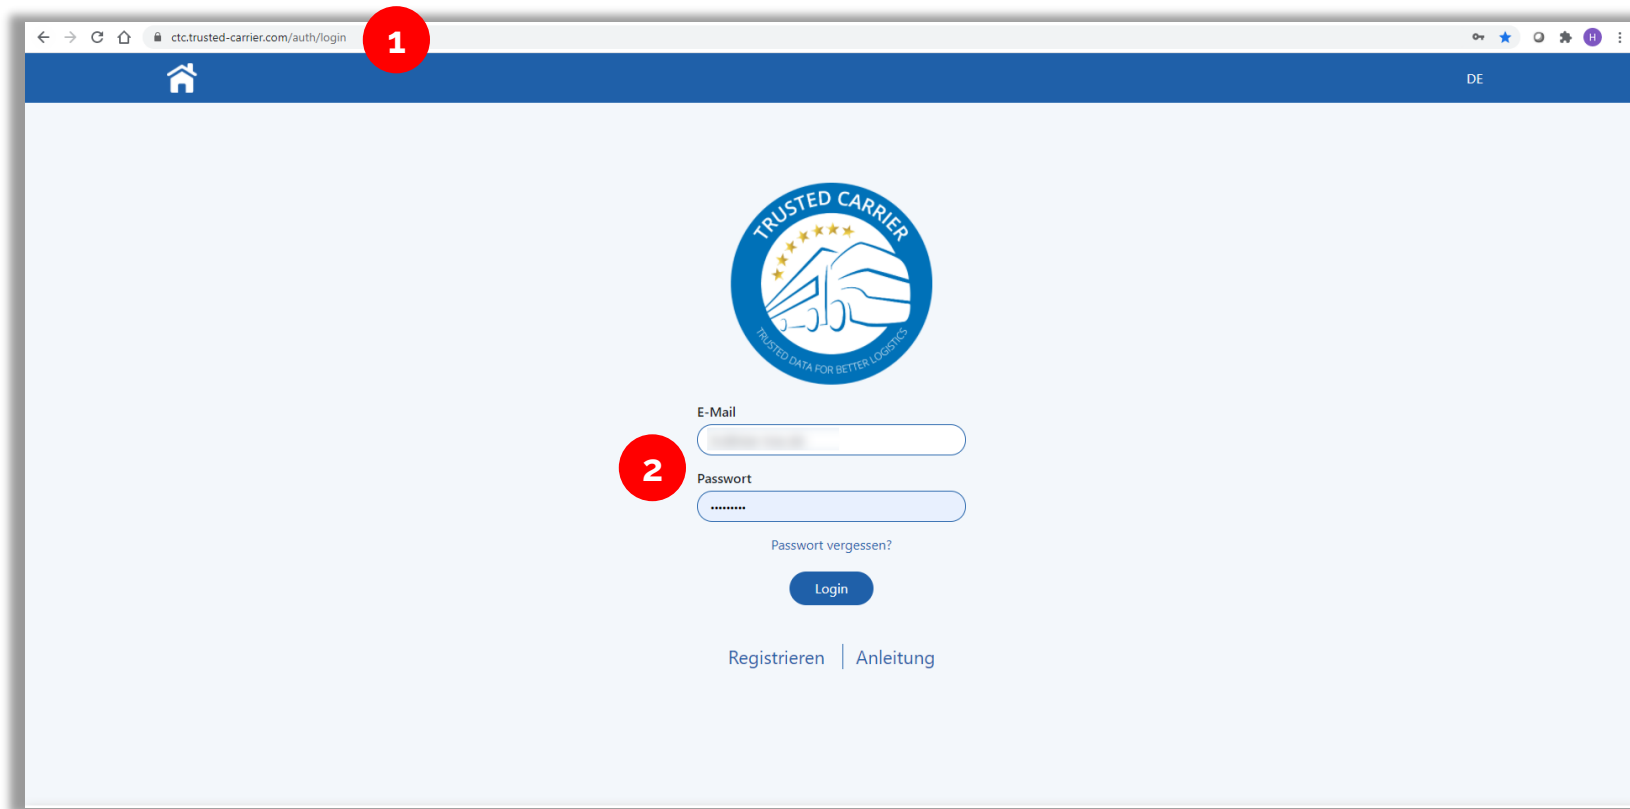 ctc.trusted-carrier.com/auth/login
1
H
DE
TRUSTED CARRIER
TRUSTED DATA FOR BETTER LOGISTICS
E-Mail
2
Passwort
•••••••••
Passwort vergessen?
Login
Registrieren | Anleitung